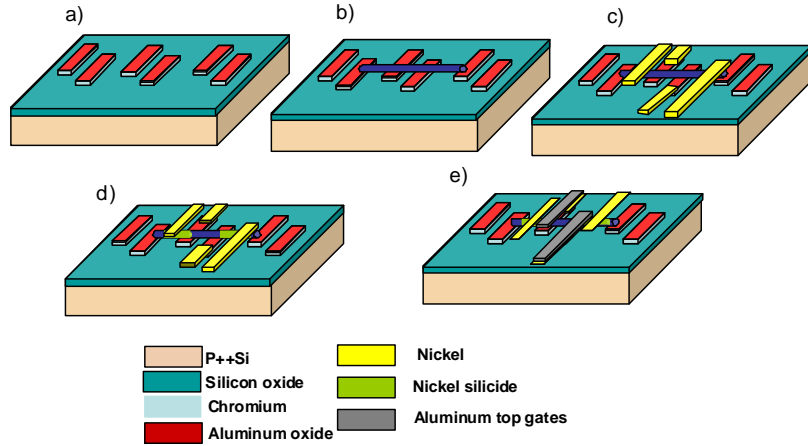 a)
b)
c)
d)
e)
P++Si
Silicon oxide
Chromium
Aluminum oxide
Nickel
Nickel silicide
Aluminum top gates